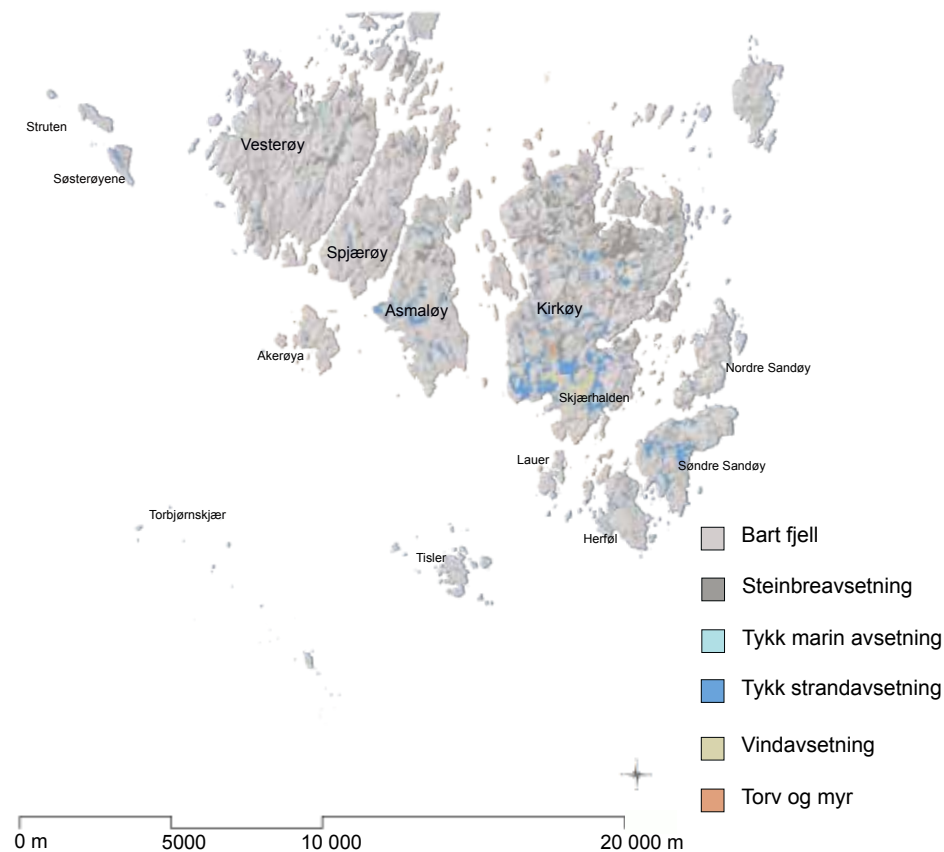 Struten
Søsterøyene
Vesterøy
Spjærøy
Asmaløy
Kirkøy
Akerøya
Nordre Sandøy
Skjærhalden
Lauer
Søndre Sandøy
Torbjørnskjær
Herføl
Tisler
Bart fjell
Steinbreavsetning
Tykk marin avsetning
Tykk strandavsetning
Vindavsetning
Torv og myr
0 m 5000 10 000 20 000 m